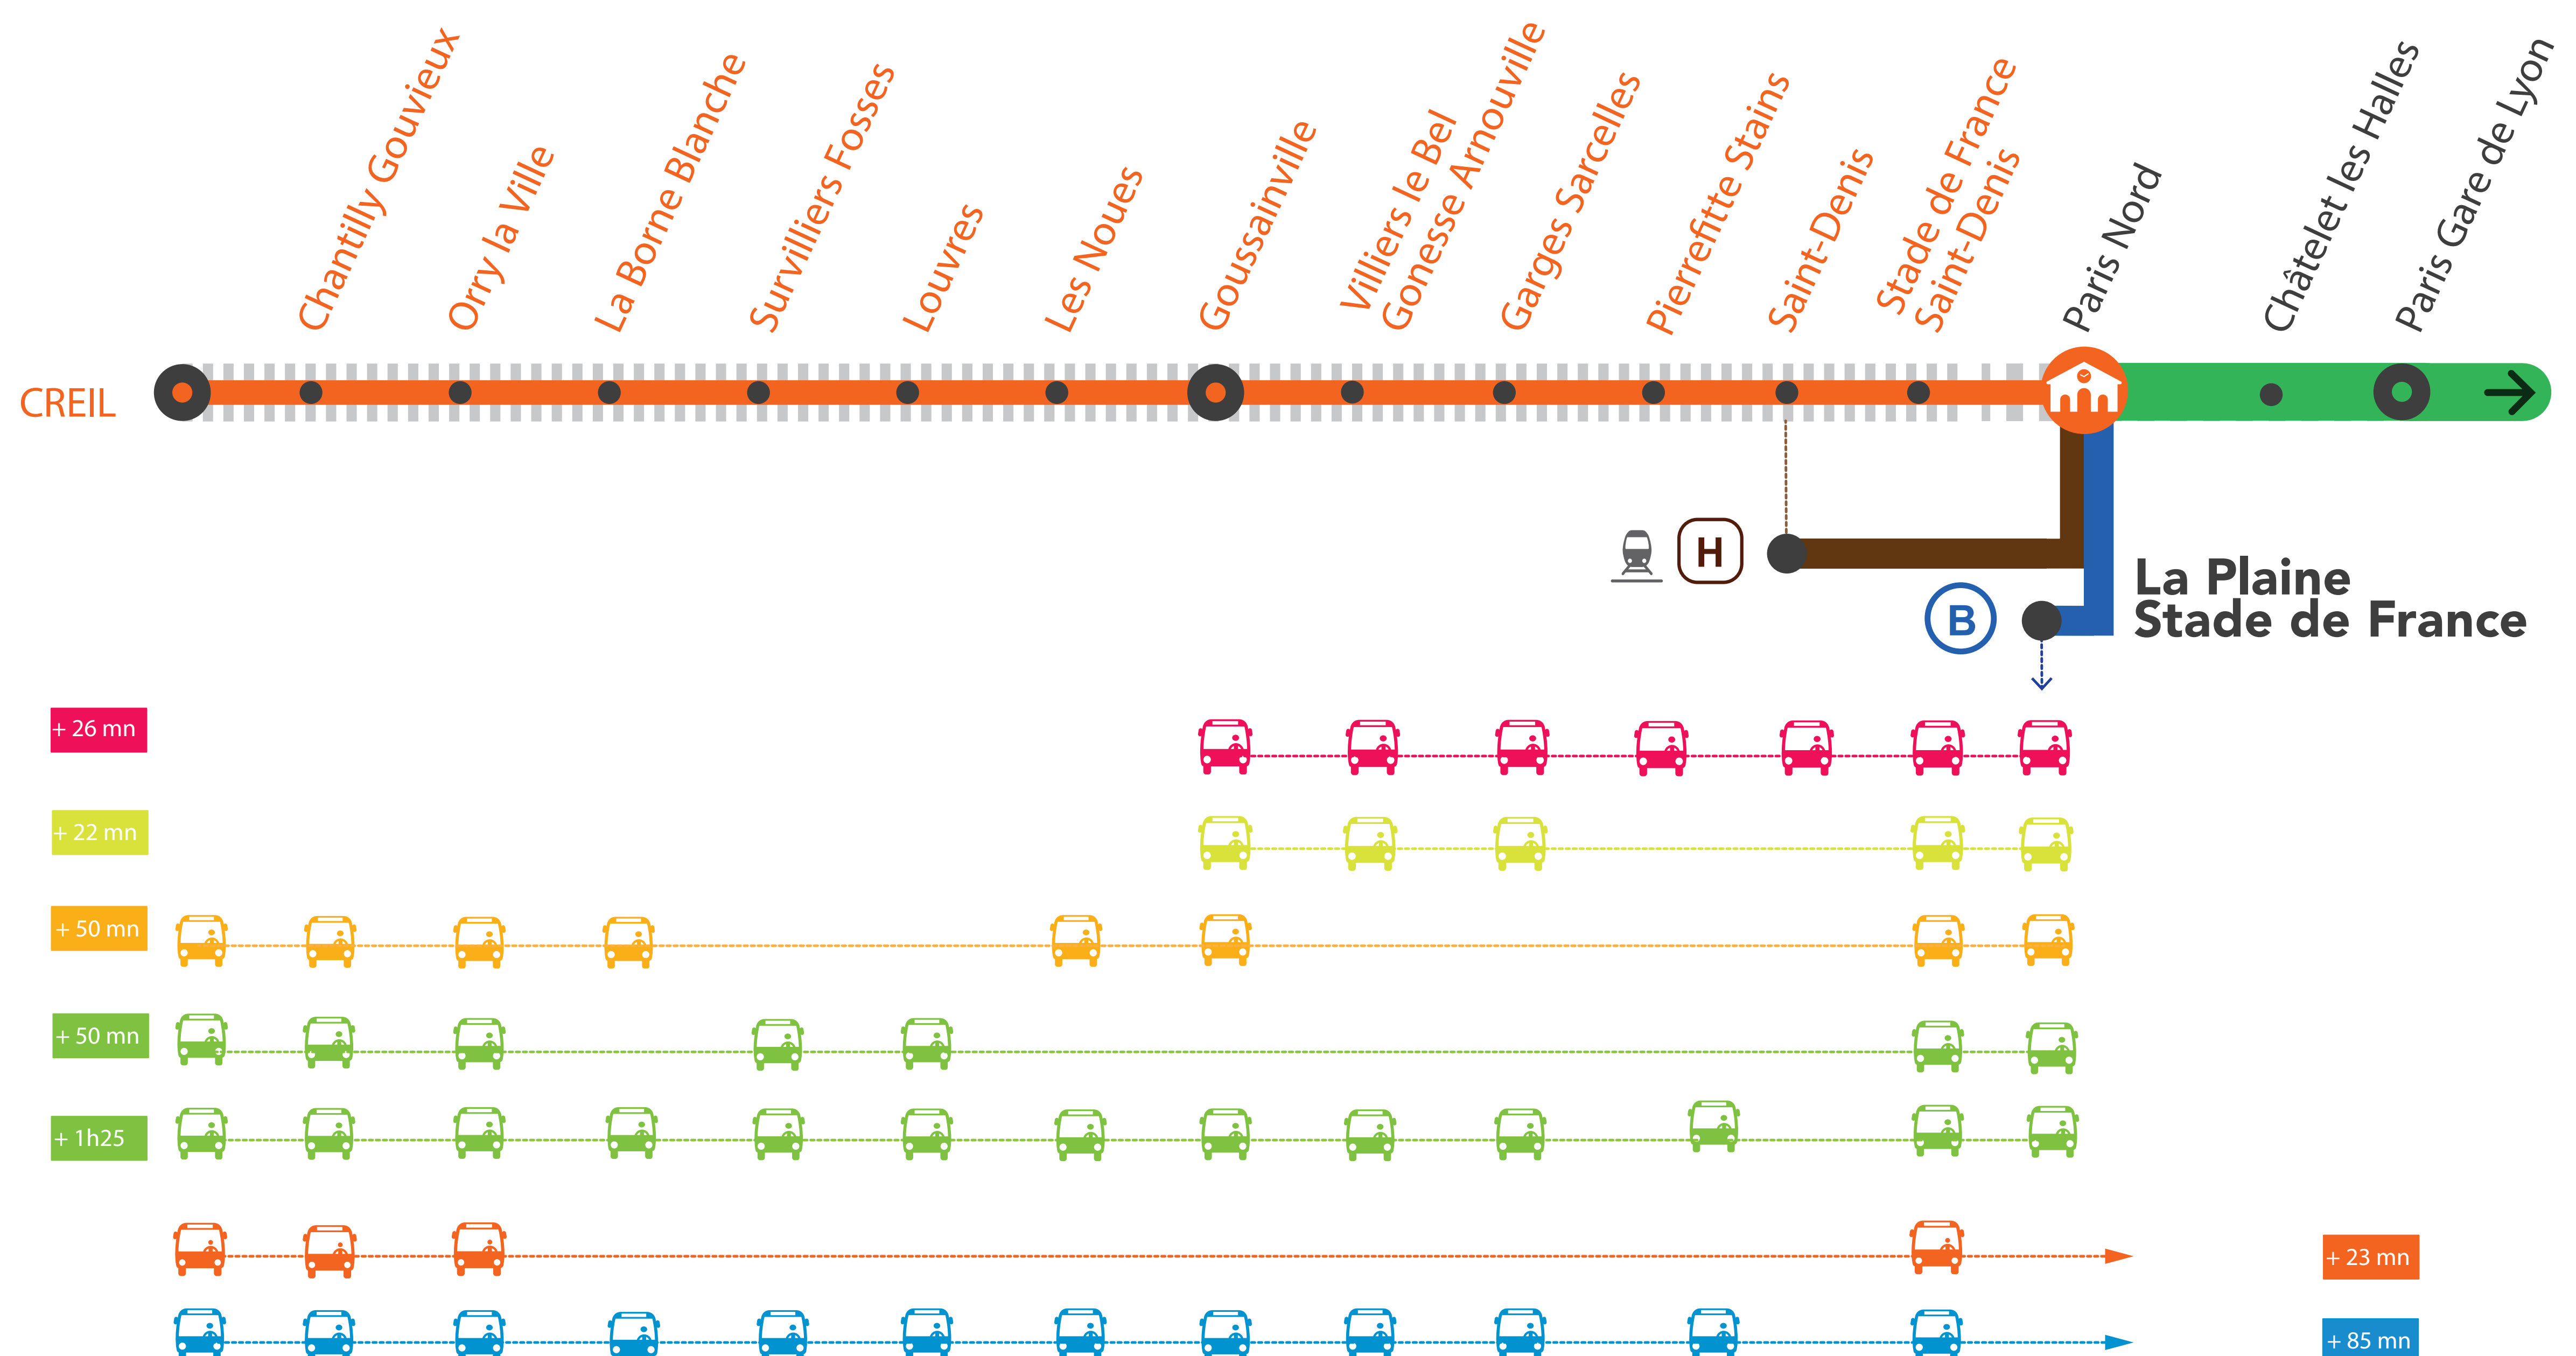 Chantilly Gouvieux
Orry la Ville
La Borne Blanche
Survilliers Fosses
Louvres
Les Noues
Goussainville
Villiers le Bel
Gonesse Arnouville
Garges Sarcelles
Pierrefitte Stains
Saint-Denis
Stade de France
Saint-Denis
Paris Nord
Châtelet les Halles
Paris Gare de Lyon
CREIL
H
B
La Plaine
Stade de France
+ 26 mn
+ 22 mn
+ 50 mn
+ 50 mn
+ 1h25
+ 23 mn
+ 85 mn